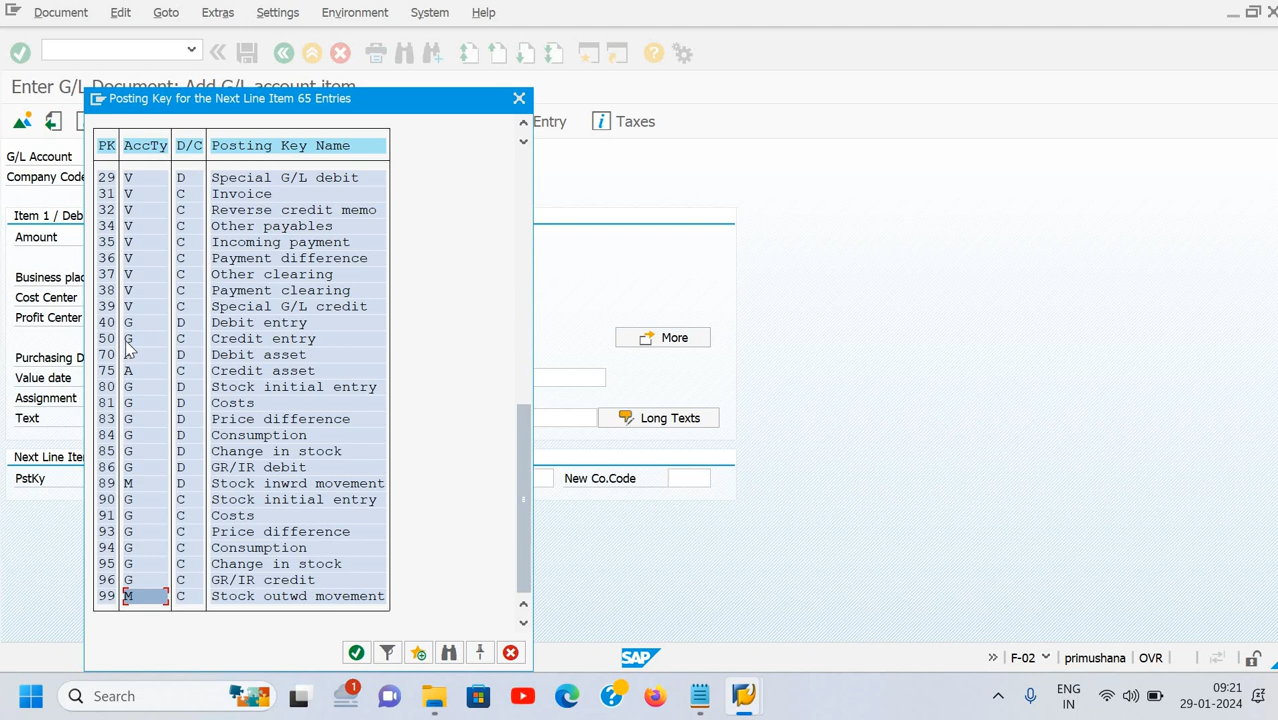 Document Edit Goto Extras Settings Environment System Help
Enter G/L Document: Add G/L account item
Posting Key for the Next Line Item 65 Entries
Entry Taxes
PK AccTy D/C Posting Key Name
G/L Account
Company Code
29 V D Special G/L debit
31 V C Invoice
32 V C Reverse credit memo
Item 1 / Deb
34 V C Other payables
Amount
35 V C Incoming payment
36 V C Payment difference
Business plac
37 V C Other clearing
38 V C Payment clearing
Cost Center
39 V C Special G/L credit
Profit Center
40 G D Debit entry
50 G C Credit entry
More
Purchasing D
70 A D Debit asset
75 A C Credit asset
Value date
80 G D Stock initial entry
Assignment
81 G D Costs
Text
83 G D Price difference
Long Texts
84 G D Consumption
85 G D Change in stock
Next Line Ite
86 G D GR/IR debit
PstKy
89 M D Stock inwrd movement
New Co.Code
90 G C Stock initial entry
91 G C Costs
93 G C Price difference
94 G C Consumption
95 G C Change in stock
96 G C GR/IR credit
99 M C Stock outwd movement
SAP
F-02 primushana OVR
Search
1
ENG
IN
09:21
29-01-2024